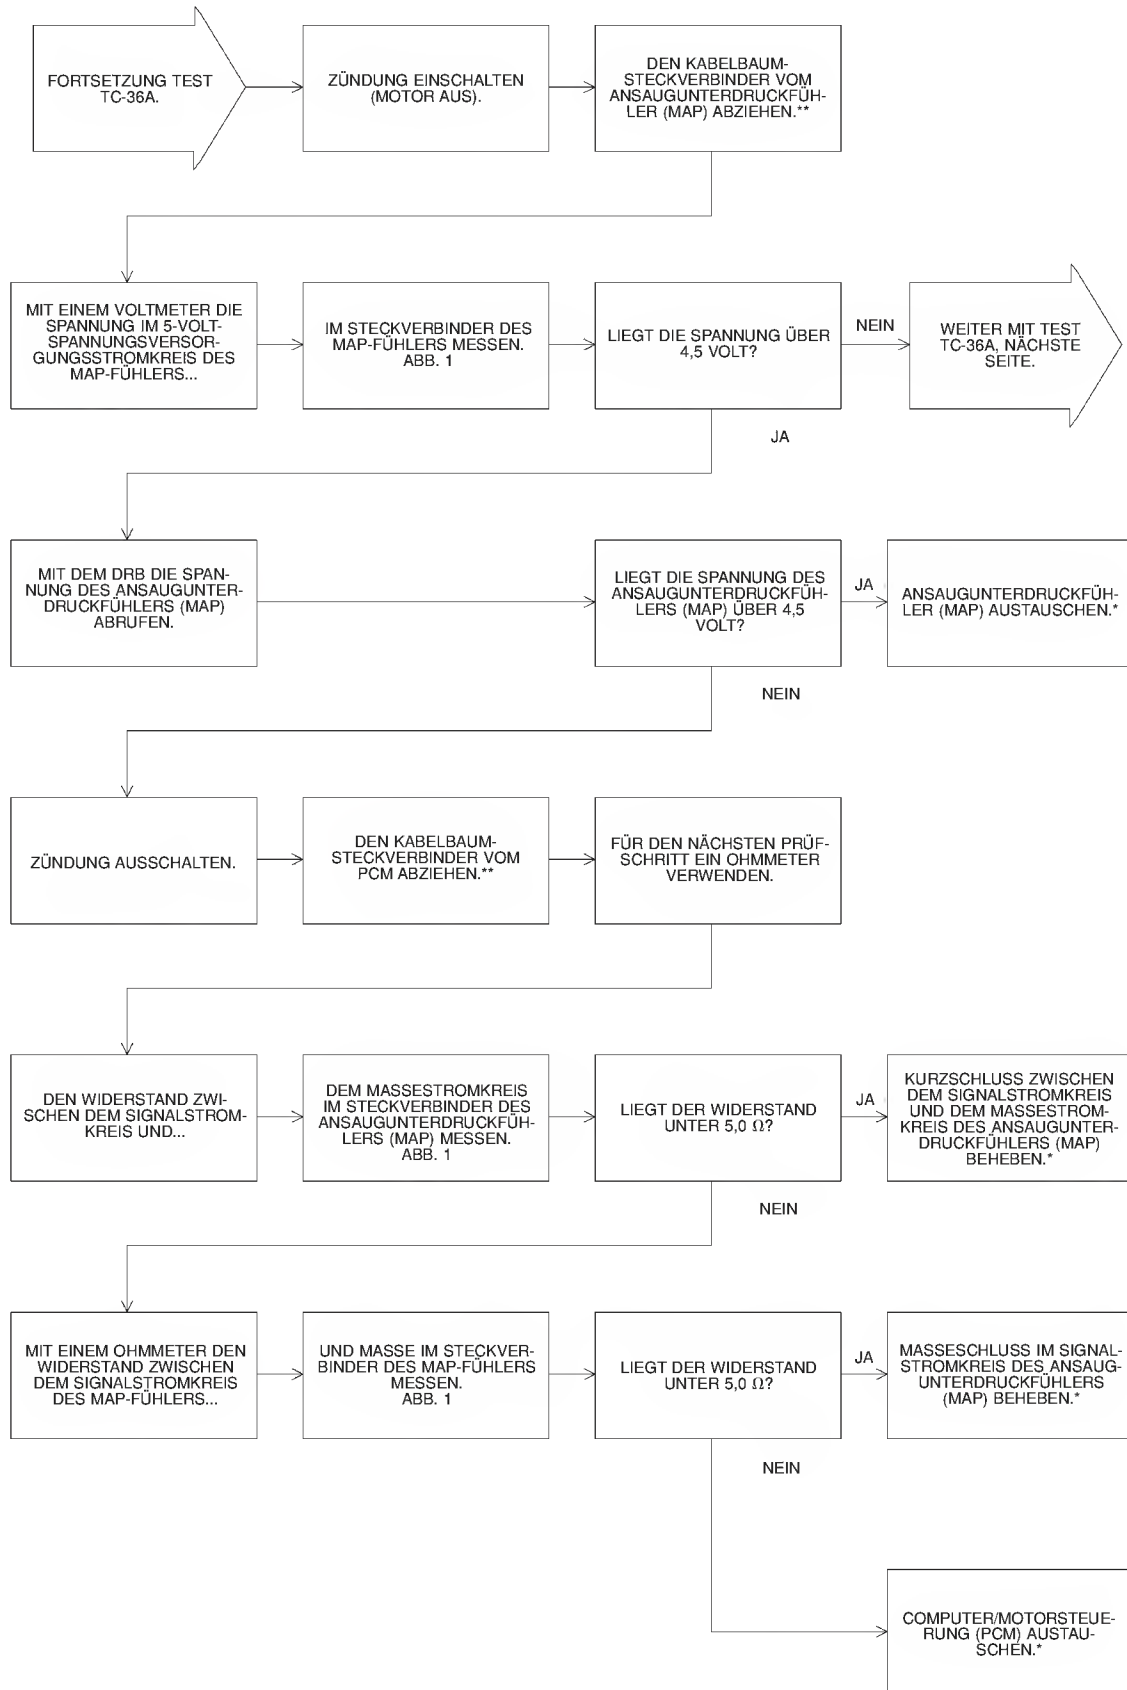 FORTSETZUNG TEST
TC-36A.
ZÜNDUNG EINSCHALTEN
(MOTOR AUS).
DEN KABELBAUM-
STECKVERBINDER VOM
ANSAUGUNTERDRUCKFÜH-
LER (MAP) ABZIEHEN.**
MIT EINEM VOLTMETER DIE
SPANNUNG IM 5-VOLT-
SPANNUNGSVERSOR-
GUNGSSTROMKREIS DES
MAP-FÜHLERS...
IM STECKVERBINDER DES
MAP-FÜHLERS MESSEN.
ABB. 1
LIEGT DIE SPANNUNG ÜBER
4,5 VOLT?
NEIN
WEITER MIT TEST
TC-36A, NÄCHSTE
SEITE.
JA
MIT DEM DRB DIE SPAN-
NUNG DES ANSAUGUNTER-
DRUCKFÜHLERS (MAP)
ABRUFEN.
LIEGT DIE SPANNUNG DES
ANSAUGUNTERDRUCKFÜH-
LERS (MAP) ÜBER 4,5
VOLT?
JA
ANSAUGUNTERDRUCKFÜH-
LER (MAP) AUSTAUSCHEN.*
NEIN
ZÜNDUNG AUSSCHALTEN.
DEN KABELBAUM-
STECKVERBINDER VOM
PCM ABZIEHEN.**
FÜR DEN NÄCHSTEN PRÜF-
SCHRITT EIN OHMMETER
VERWENDEN.
DEN WIDERSTAND ZWI-
SCHEN DEM SIGNALSTROM-
KREIS UND...
DEM MASSESTROMKREIS
IM STECKVERBINDER DES
ANSAUGUNTERDRUCKFÜH-
LERS (MAP) MESSEN.
ABB. 1
LIEGT DER WIDERSTAND
UNTER 5,0 Ω?
JA
KURZSCHLUSS ZWISCHEN
DEM SIGNALSTROMKREIS
UND DEM MASSESTROM-
KREIS DES ANSAUGUNTER-
DRUCKFÜHLERS (MAP)
BEHEBEN.*
NEIN
MIT EINEM OHMMETER DEN
WIDERSTAND ZWISCHEN
DEM SIGNALSTROMKREIS
DES MAP-FÜHLERS...
UND MASSE IM STECKVER-
BINDER DES MAP-FÜHLERS
MESSEN.
ABB. 1
LIEGT DER WIDERSTAND
UNTER 5,0 Ω?
JA
MASSESCHLUSS IM SIGNAL-
STROMKREIS DES ANSAUG-
UNTERDRUCKFÜHLERS
(MAP) BEHEBEN.*
NEIN
COMPUTER/MOTORSTEUE-
RUNG (PCM) AUSTAU-
SCHEN.*